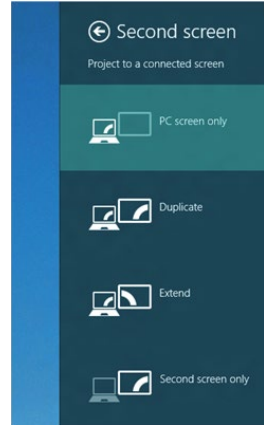 Second screen
Project to a connected screen
PC screen only
Duplicate
Extend
Second screen only